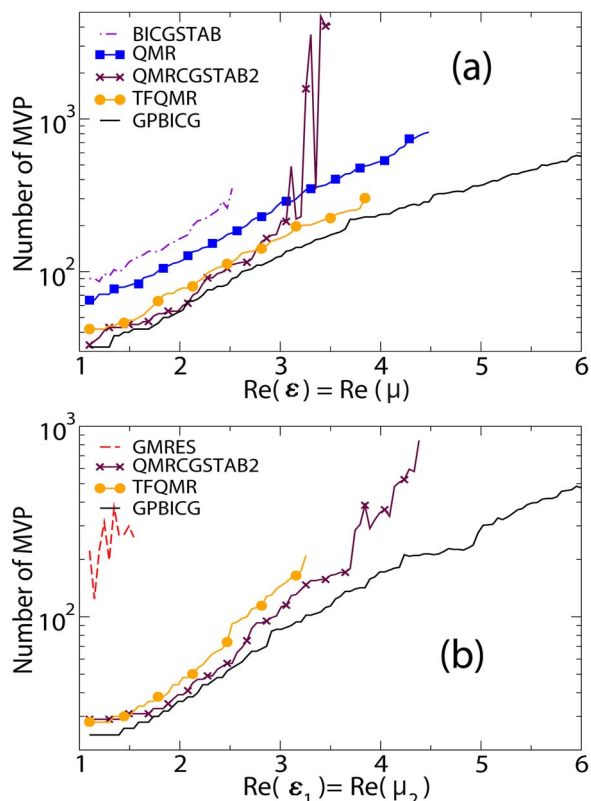 BICGSTAB
QMR
QMRCGSTAB2
TFQMR
GPBICG
(a)
Number of MVP
10³
10²
1 2 3 4 5 6
Re(ε) = Re (μ)
GMRES
QMRCGSTAB2
TFQMR
GPBICG
(b)
Number of MVP
10³
10²
1 2 3 4 5 6
Re(ε₁)= Re(μ₂)